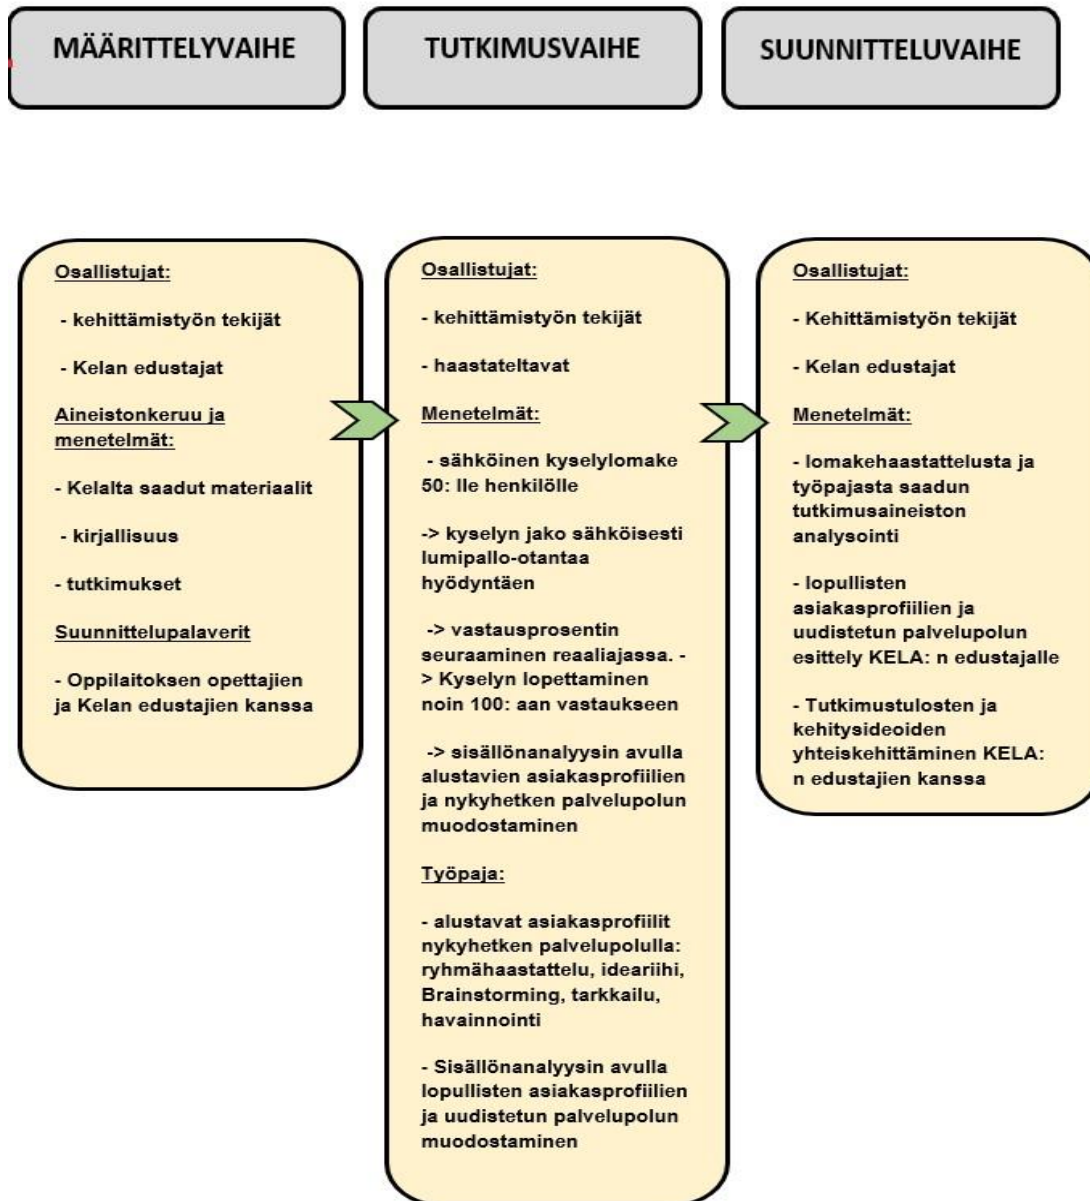 MÄÄRITTELYVAIHE
TUTKIMUSVAIHE
SUUNNITTELUVAIHE
Osallistujat:
- kehittämistyön tekijät
- Kelan edustajat
Aineistonkeruu ja
menetelmät:
- Kelalta saadut materiaalit
- kirjallisuus
- tutkimukset
Suunnittelupalaverit
- Oppilaitoksen opettajien
ja Kelan edustajien kanssa
Osallistujat:
- kehittämistyön tekijät
- haastateltavat
Menetelmät:
- sähköinen kyselylomake
50: lle henkilölle
-> kyselyn jako sähköisesti
lumipallo-otantaa
hyödyntäen
-> vastausprosentin
seuraaminen reaaliajassa. -
> Kyselyn lopettaminen
noin 100: aan vastaukseen
-> sisällönanalyysin avulla
alustavien asiakasprofiilien
ja nykyhetken palvelupolun
muodostaminen
Työpaja:
- alustavat asiakasprofiilit
nykyhetken palvelupolulla:
ryhmähaastattelu, ideariihi,
Brainstorming, tarkkailu,
havainnointi
- Sisällönanalyysin avulla
lopullisten asiakasprofiilien
ja uudistetun palvelupolun
muodostaminen
Osallistujat:
- Kehittämistyön tekijät
- Kelan edustajat
Menetelmät:
- lomakehaastattelusta ja
työpajasta saadun
tutkimusaineiston
analysointi
- lopullisten
asiakasprofiilien ja
uudistetun palvelupolun
esittely KELA: n edustajalle
- Tutkimustulosten ja
kehitysideoiden
yhteiskehittäminen KELA:
n edustajien kanssa